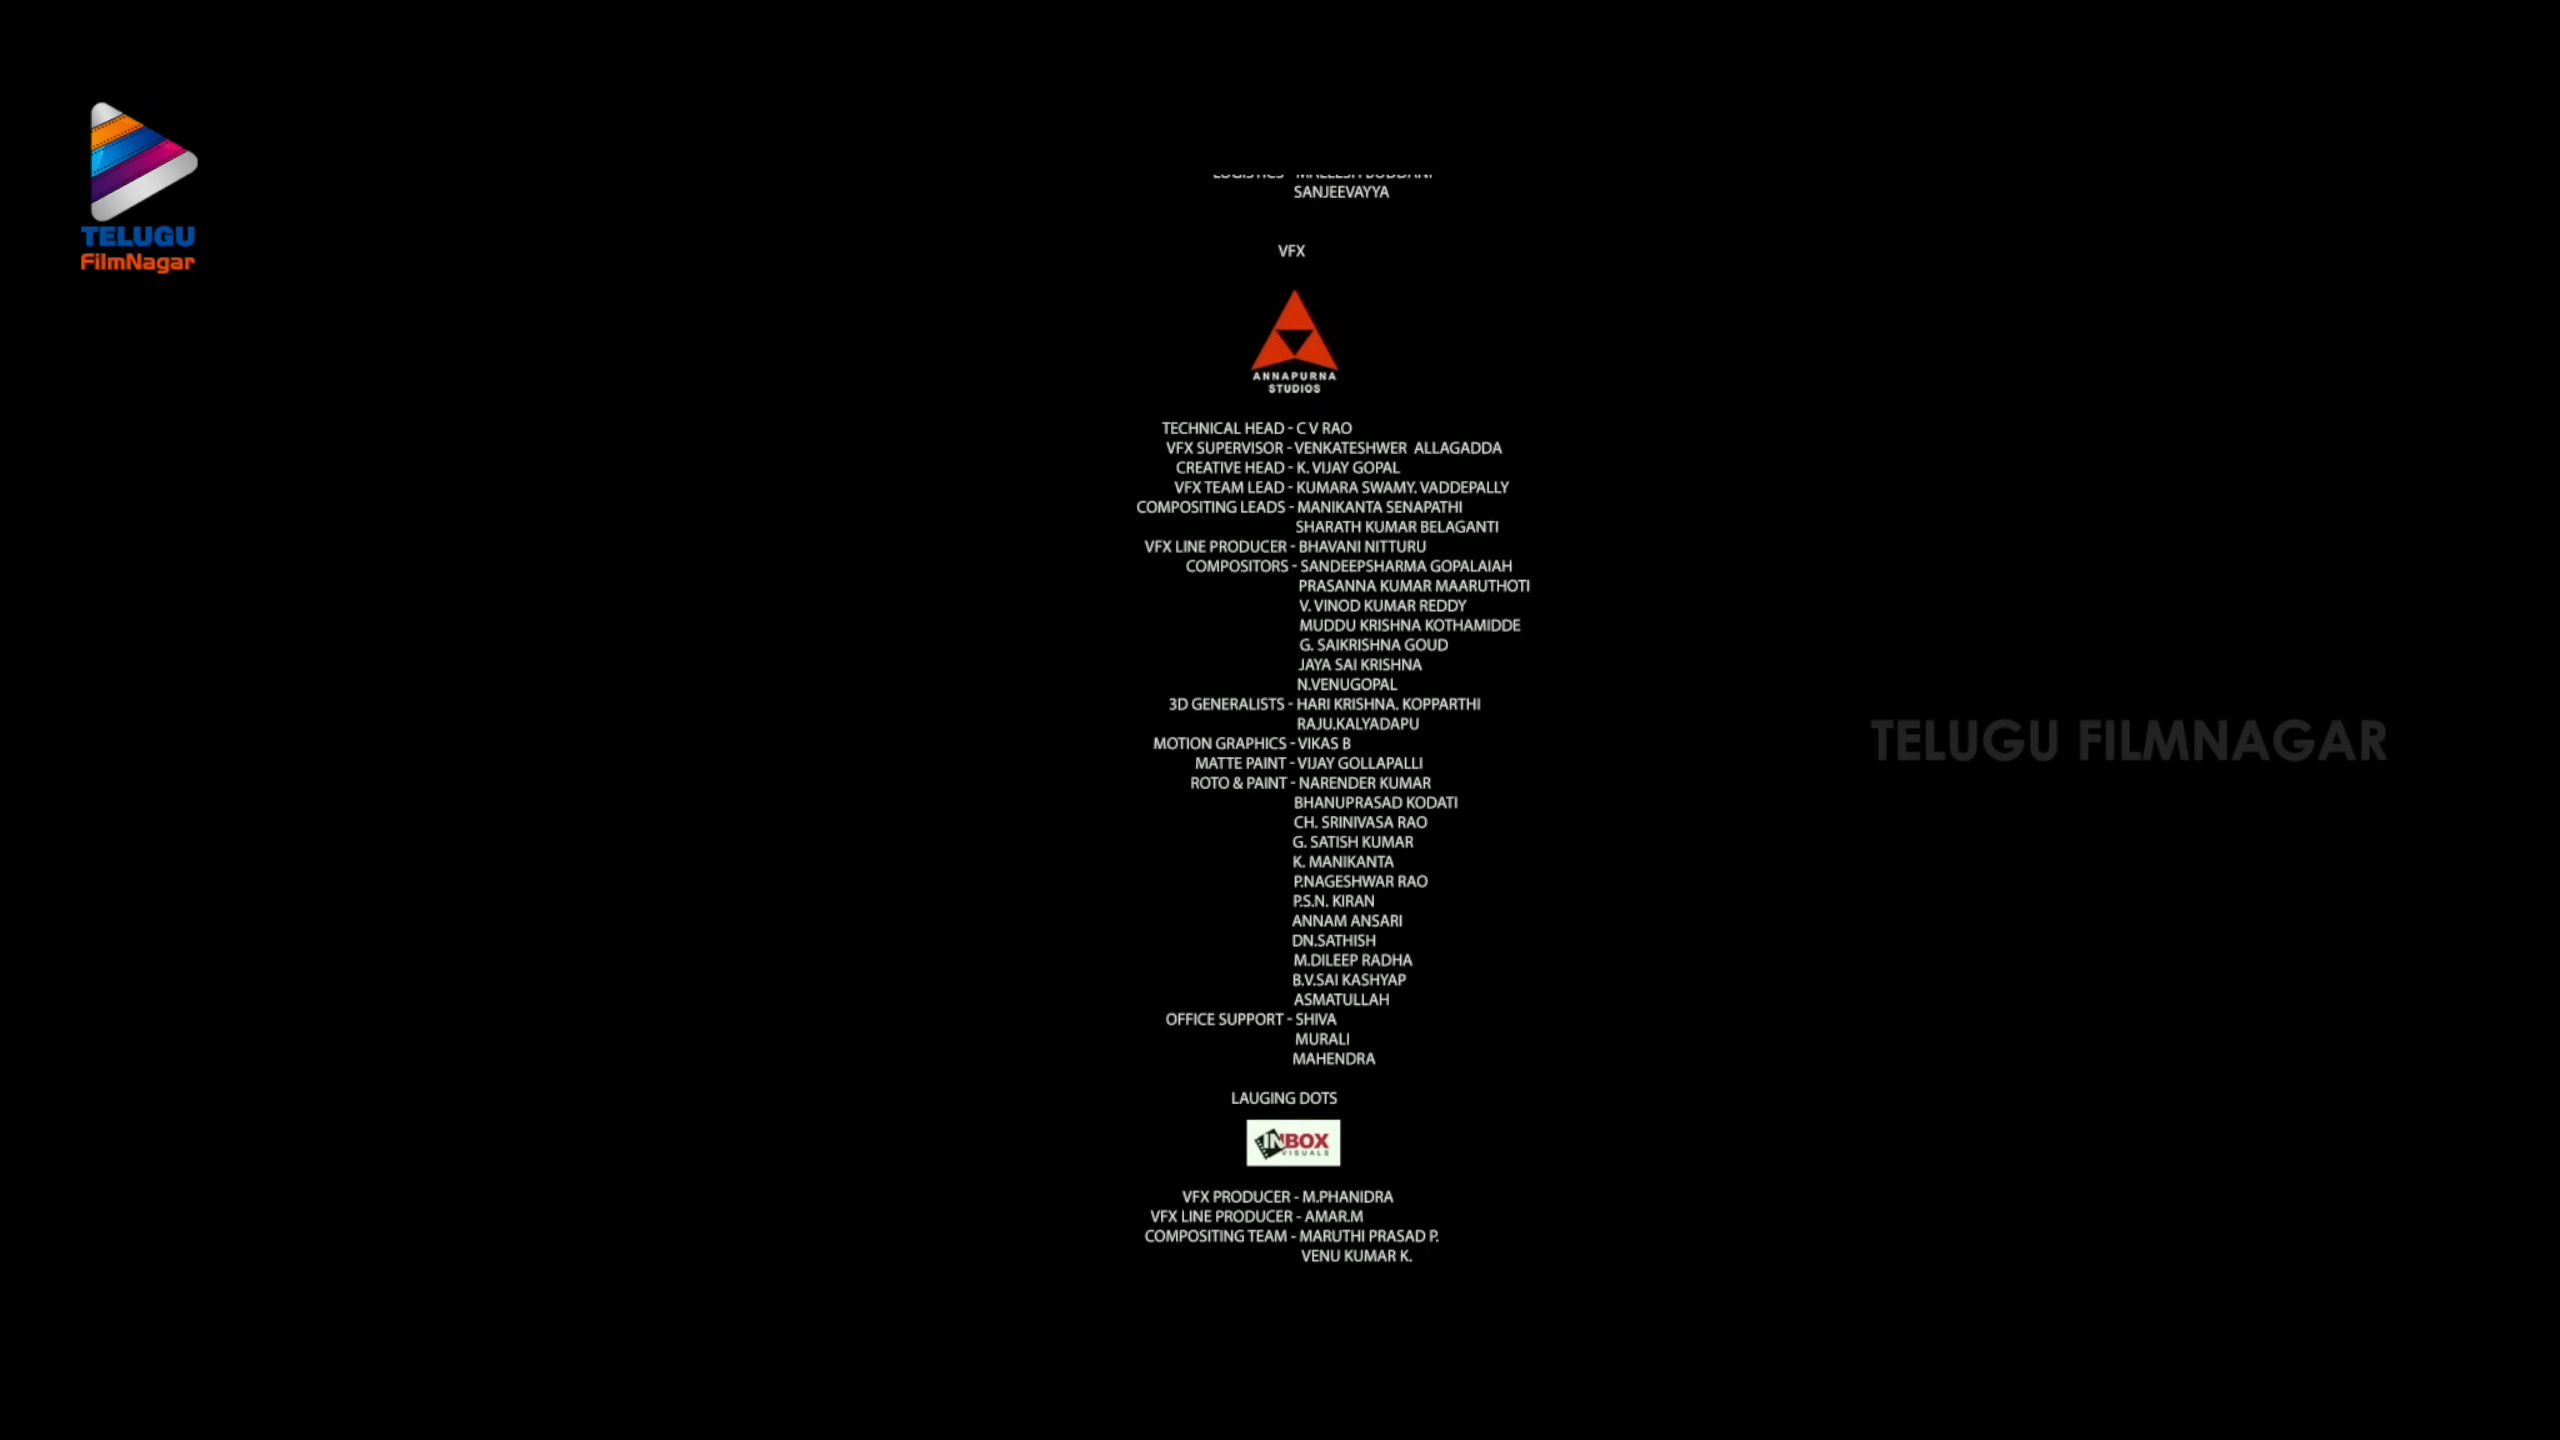 TELUGU
FilmNagar
SANJEEVAYYA
VFX
ANNAPURNA
STUDIOS
TECHNICAL HEAD - C V RAO
VFX SUPERVISOR - VENKATESHWER ALLAGADDA
CREATIVE HEAD - K. VIJAY GOPAL
VFX TEAM LEAD - KUMARA SWAMY. VADDEPALLY
COMPOSITING LEADS - MANIKANTA SENAPATHI
SHARATH KUMAR BELAGANTI
VFX LINE PRODUCER - BHAVANI NITTURU
COMPOSITORS - SANDEEPSHARMA GOPALAIAH
PRASANNA KUMAR MAARUTHOTI
V. VINOD KUMAR REDDY
MUDDU KRISHNA KOTHAMIDDE
G. SAIKRISHNA GOUD
JAYA SAI KRISHNA
N.VENUGOPAL
3D GENERALISTS - HARI KRISHNA. KOPPARTHI
RAJU.KALYADAPU
MOTION GRAPHICS - VIKAS B
MATTE PAINT - VIJAY GOLLAPALLI
ROTO & PAINT - NARENDER KUMAR
BHANUPRASAD KODATI
CH. SRINIVASA RAO
G. SATISH KUMAR
K. MANIKANTA
P.NAGESHWAR RAO
P.S.N. KIRAN
ANNAM ANSARI
DN.SATHISH
M.DILEEP RADHA
B.V.SAI KASHYAP
ASMATULLAH
OFFICE SUPPORT - SHIVA
MURALI
MAHENDRA
LAUGING DOTS
INBOX
VISUALS
VFX PRODUCER - M.PHANIDRA
VFX LINE PRODUCER - AMAR.M
COMPOSITING TEAM - MARUTHI PRASAD P.
VENU KUMAR K.
TELUGU FILMNAGAR